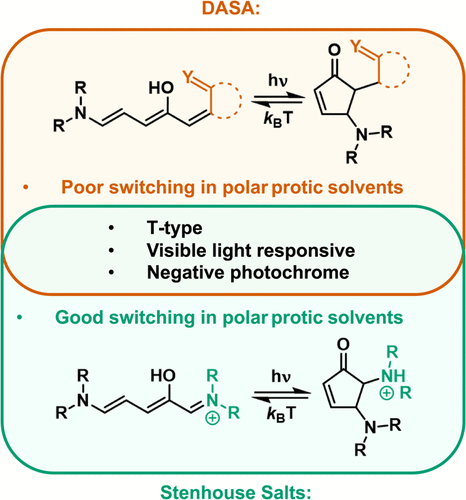 DASA:
Y
HO
R
N
R
hν
k_BT
O
Y
N
R
R
• Poor switching in polar protic solvents
• T-type
• Visible light responsive
• Negative photochrome
• Good switching in polar protic solvents
R
N
R
HO
R
N
R
⊕
hν
k_BT
O
R
NH
⊕
R
N
R
R
Stenhouse Salts: